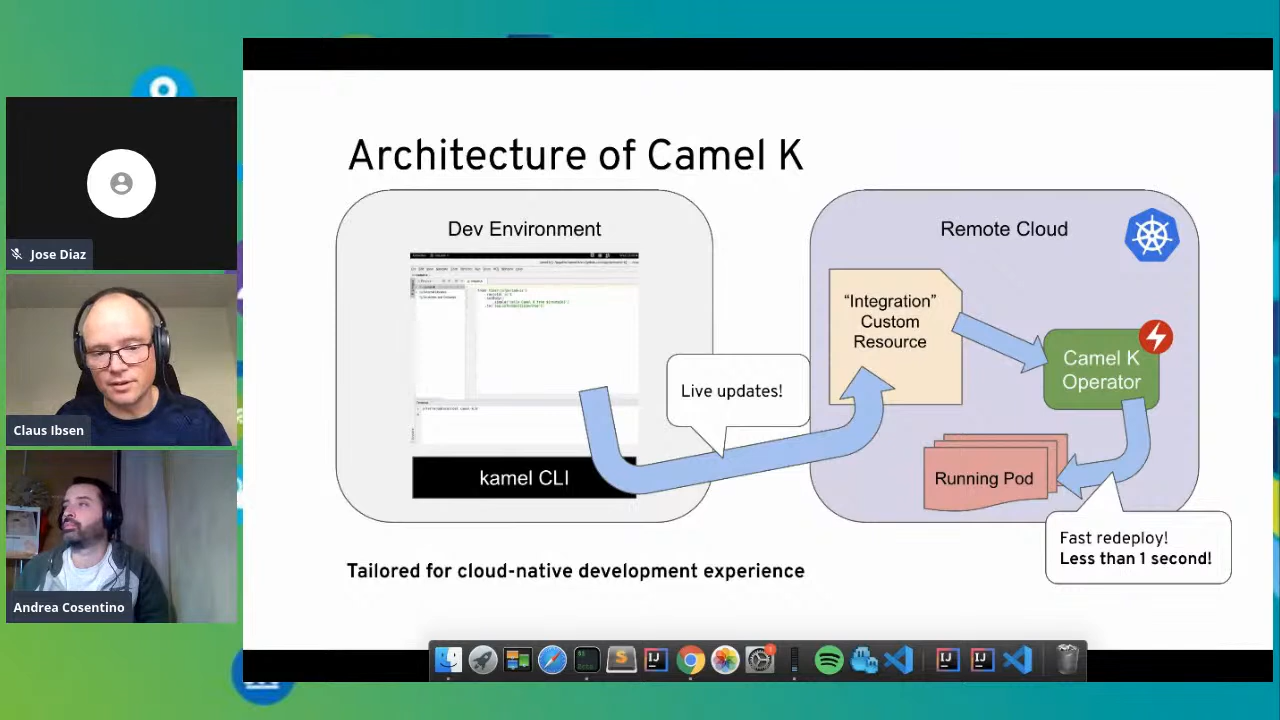 Architecture of Camel K
Dev Environment
kamel CLI
Live updates!
Remote Cloud
“Integration”
Custom
Resource
Camel K
Operator
Running Pod
Fast redeploy!
Less than 1 second!
Tailored for cloud-native development experience
Jose Diaz
Claus Ibsen
Andrea Cosentino